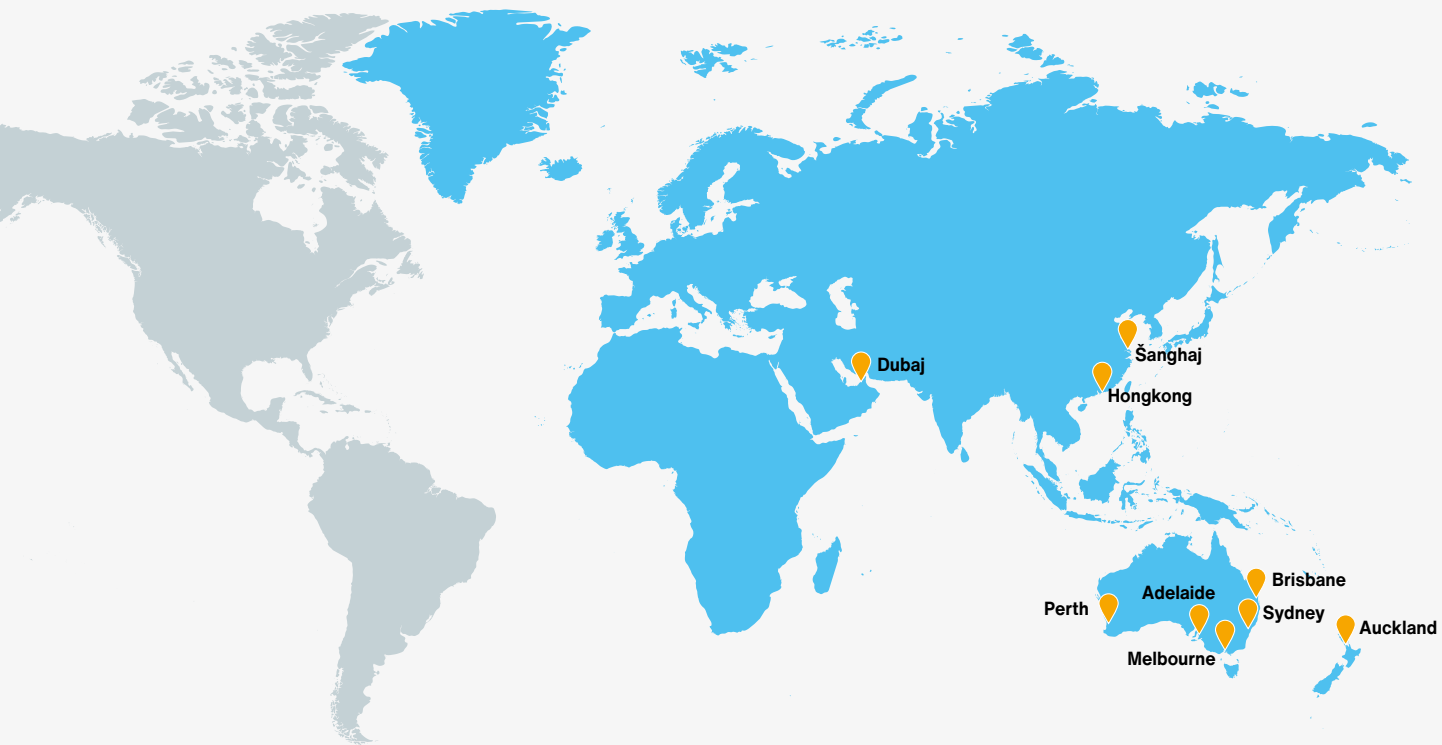 Dubaj
Šanghaj
Hongkong
Brisbane
Adelaide
Perth
Sydney
Auckland
Melbourne